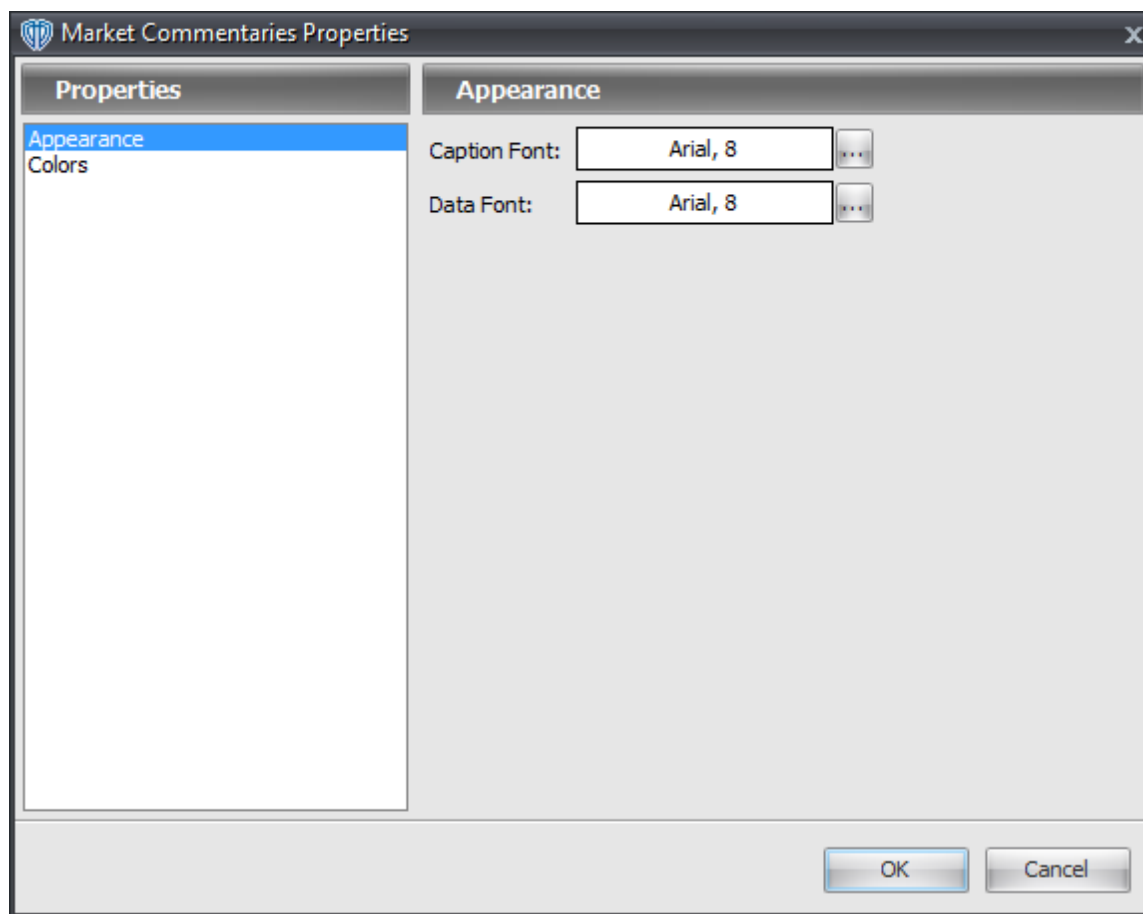 Market Commentaries Properties x
Properties
Appearance
Appearance
Colors
Caption Font: Arial, 8 ...
Data Font: Arial, 8 ...
OK Cancel